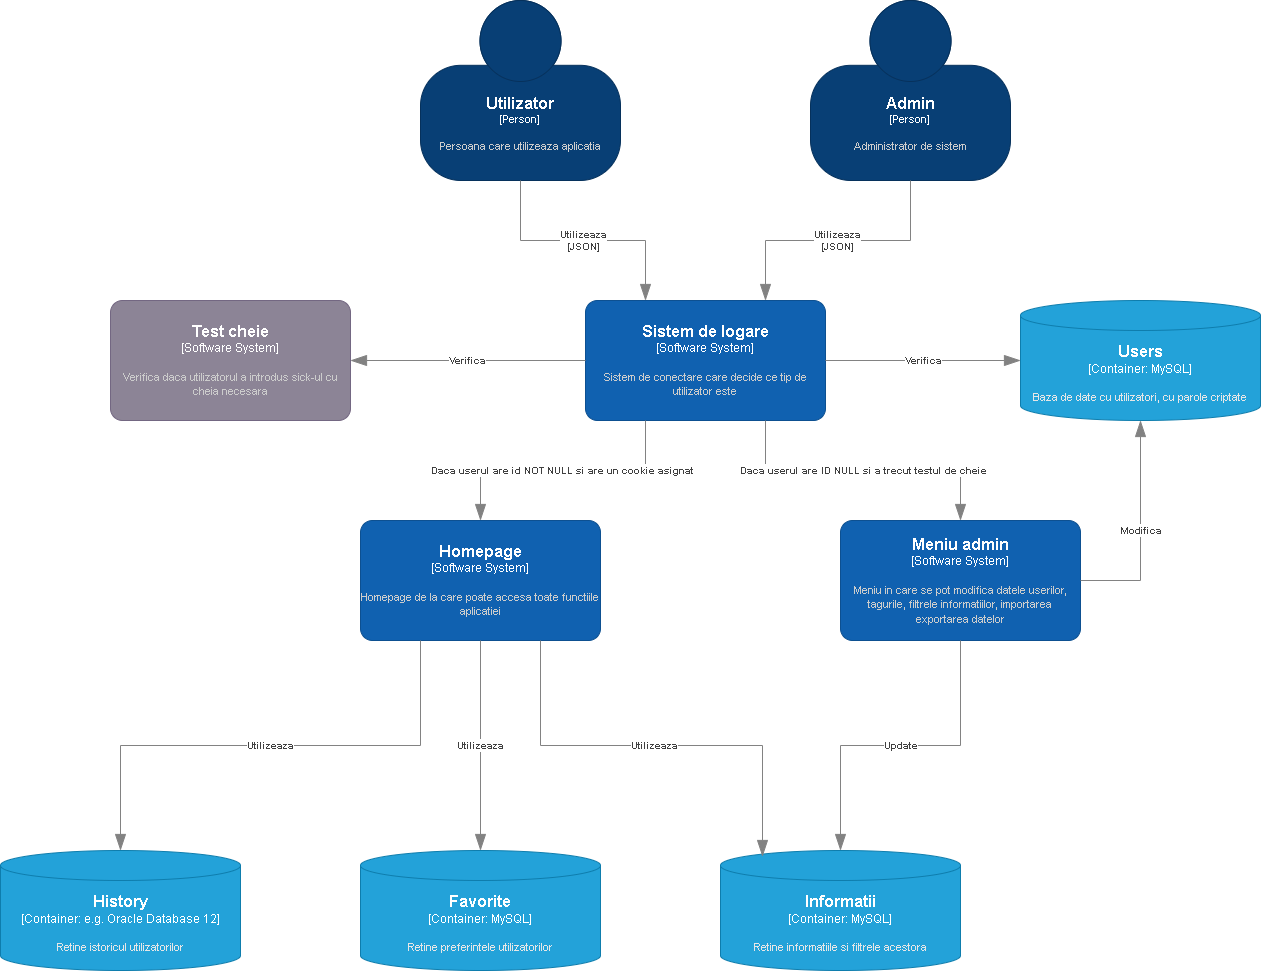 Utilizator
[Person]
Persoana care utilizeaza aplicatia
Admin
[Person]
Administrator de sistem
Utilizeaza
[JSON]
Utilizeaza
[JSON]
Test cheie
[Software System]
Verifica daca utilizatorul a introdus sick-ul cu
cheia necesara
Verifica
Sistem de logare
[Software System]
Sistem de conectare care decide ce tip de
utilizator este
Verifica
Users
[Container: MySQL]
Baza de date cu utilizatori, cu parole criptate
Daca userul are id NOT NULL si are un cookie asignat
Daca userul are ID NULL si a trecut testul de cheie
Homepage
[Software System]
Homepage de la care poate accesa toate functiile
aplicatiei
Meniu admin
[Software System]
Meniu in care se pot modifica datele userilor,
tagurile, filtrele informatiilor, importarea
exportarea datelor
Modifica
Utilizeaza
Utilizeaza
Utilizeaza
Update
History
[Container: e.g. Oracle Database 12]
Retine istoricul utilizatorilor
Favorite
[Container: MySQL]
Retine preferintele utilizatorilor
Informatii
[Container: MySQL]
Retine informatiile si filtrele acestora